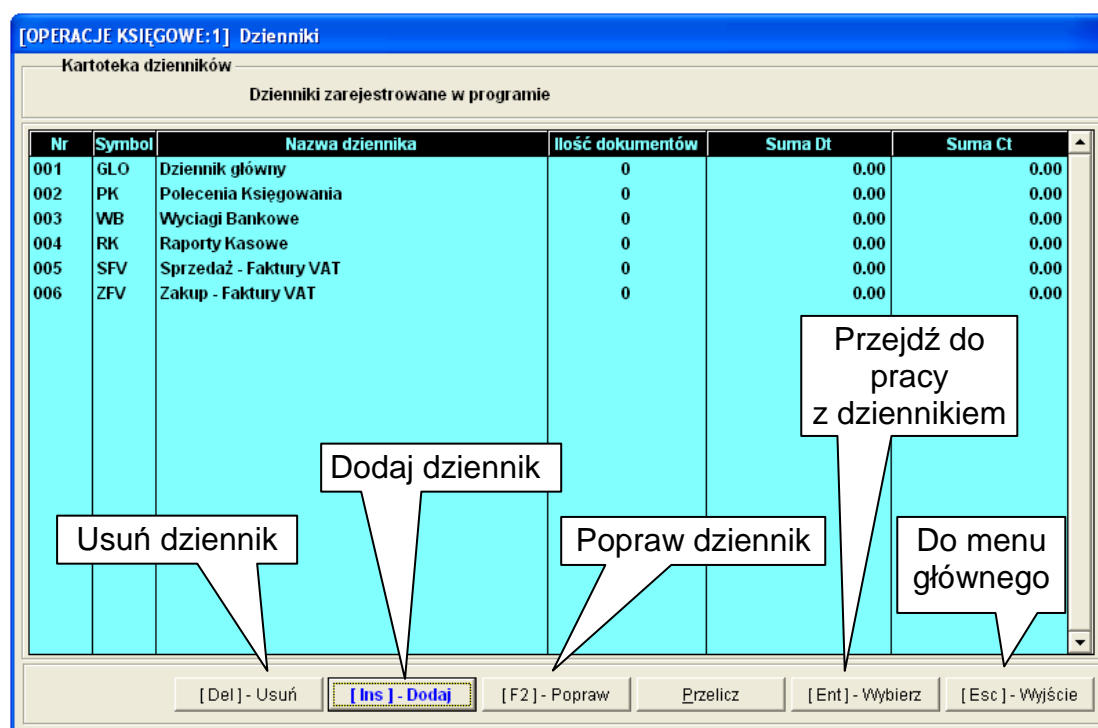 [OPERACJE KSIĘGOWE:1] Dzienniki
Kartoteka dzienników
Dzienniki zarejestrowane w programie
Nr Symbol Nazwa dziennika Ilość dokumentów Suma Dt Suma Ct
001 GLO Dziennik główny 0 0.00 0.00
002 PK Polecenia Księgowania 0 0.00 0.00
003 WB Wyciagi Bankowe 0 0.00 0.00
004 RK Raporty Kasowe 0 0.00 0.00
005 SFV Sprzedaż - Faktury VAT 0 0.00 0.00
006 ZFV Zakup - Faktury VAT 0 0.00 0.00
Przejdź do
pracy
z dziennikiem
Dodaj dziennik
Usuń dziennik
Popraw dziennik
Do menu
głównego
[ Del ] - Usuń [ Ins ] - Dodaj [ F2 ] - Popraw Przelicz [ Ent ] - Wybierz [ Esc ] - Wyjście